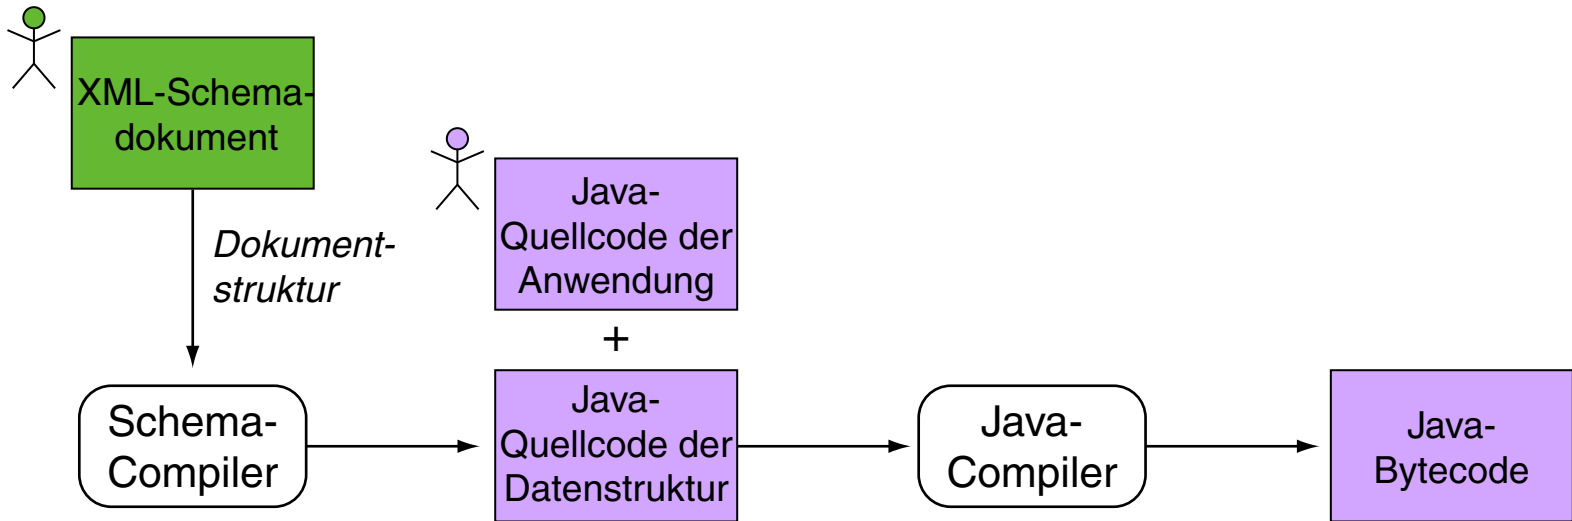 XML-Schema-
dokument
Dokument-
struktur
Java-
Quellcode der
Anwendung
+
Schema-
Compiler
Java-
Quellcode der
Datenstruktur
Java-
Compiler
Java-
Bytecode